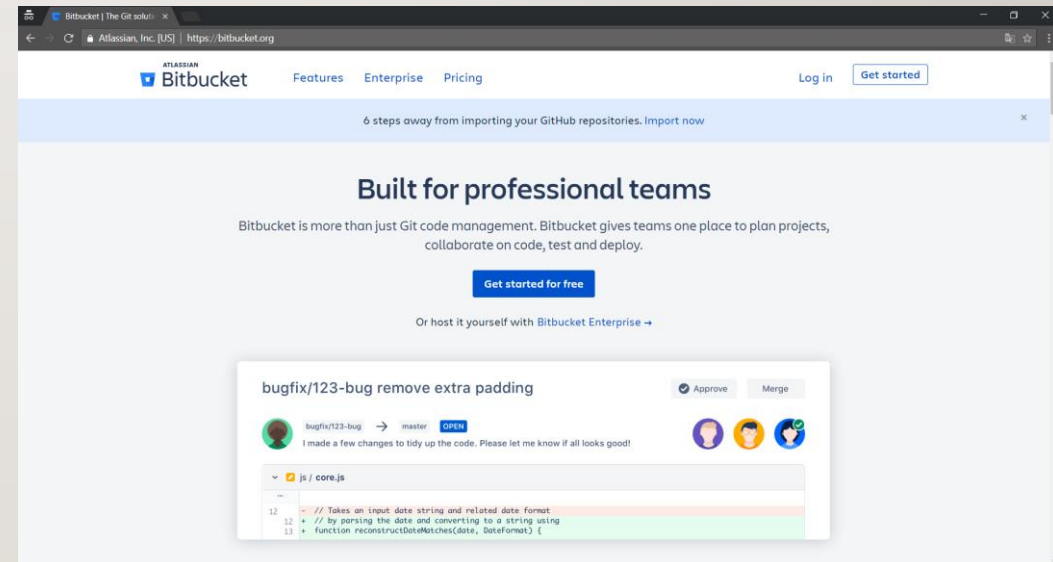 Bitbucket | The Git soluti
Atlassian, Inc. [US] | https://bitbucket.org
ATLASSIAN
Bitbucket
Features Enterprise Pricing
Log in Get started
6 steps away from importing your GitHub repositories. Import now
Built for professional teams
Bitbucket is more than just Git code management. Bitbucket gives teams one place to plan projects,
collaborate on code, test and deploy.
Get started for free
Or host it yourself with Bitbucket Enterprise →
bugfix/123-bug remove extra padding
Approve Merge
bugfix/123-bug → master OPEN
I made a few changes to tidy up the code. Please let me know if all looks good!
js / core.js
...
12 - // Takes an input date string and related date format
12 + // by parsing the date and converting to a string using
13 + function reconstructDateMatches(date, DateFormat) {